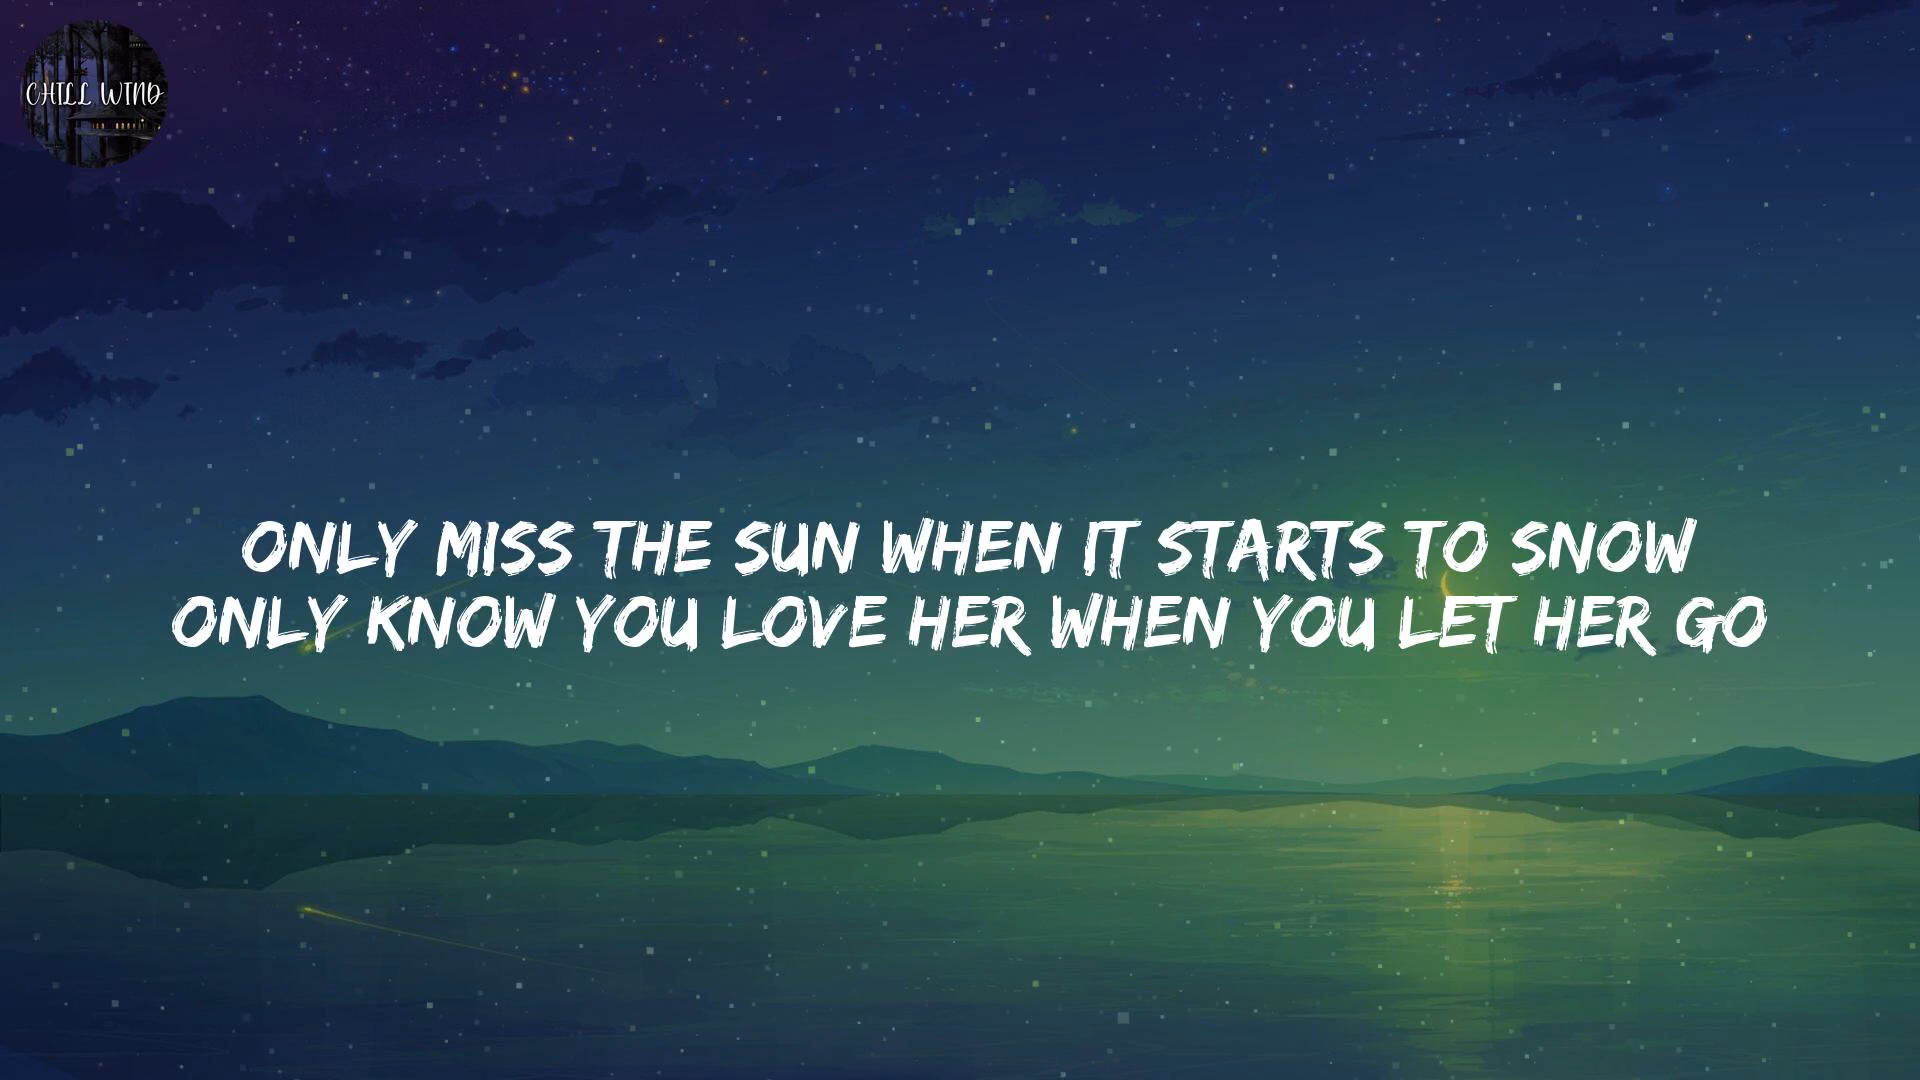 CHILL WIND
ONLY MISS THE SUN WHEN IT STARTS TO SNOW
ONLY KNOW YOU LOVE HER WHEN YOU LET HER GO